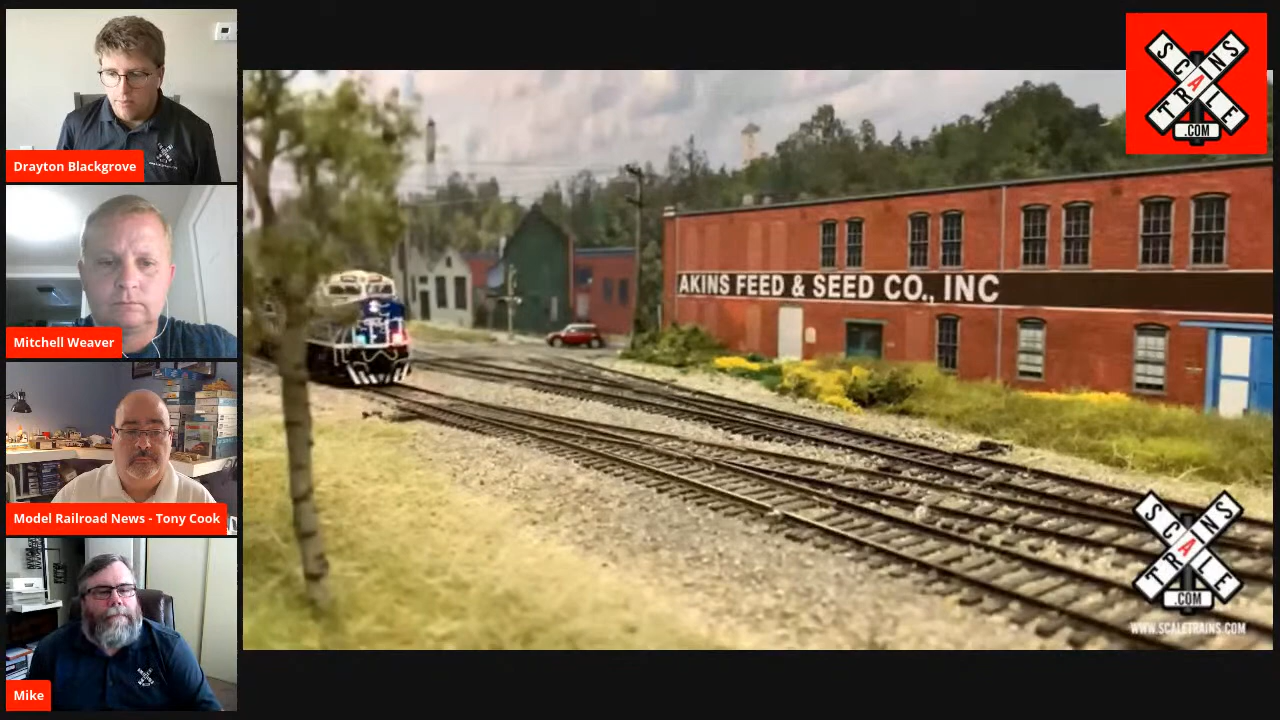 Drayton Blackgrove
Mitchell Weaver
Model Railroad News - Tony Cook
Mike
SCALE
TRAINS
.COM
AKINS FEED & SEED CO., INC
SCALE
TRAINS
.COM
WWW.SCALETRAINS.COM